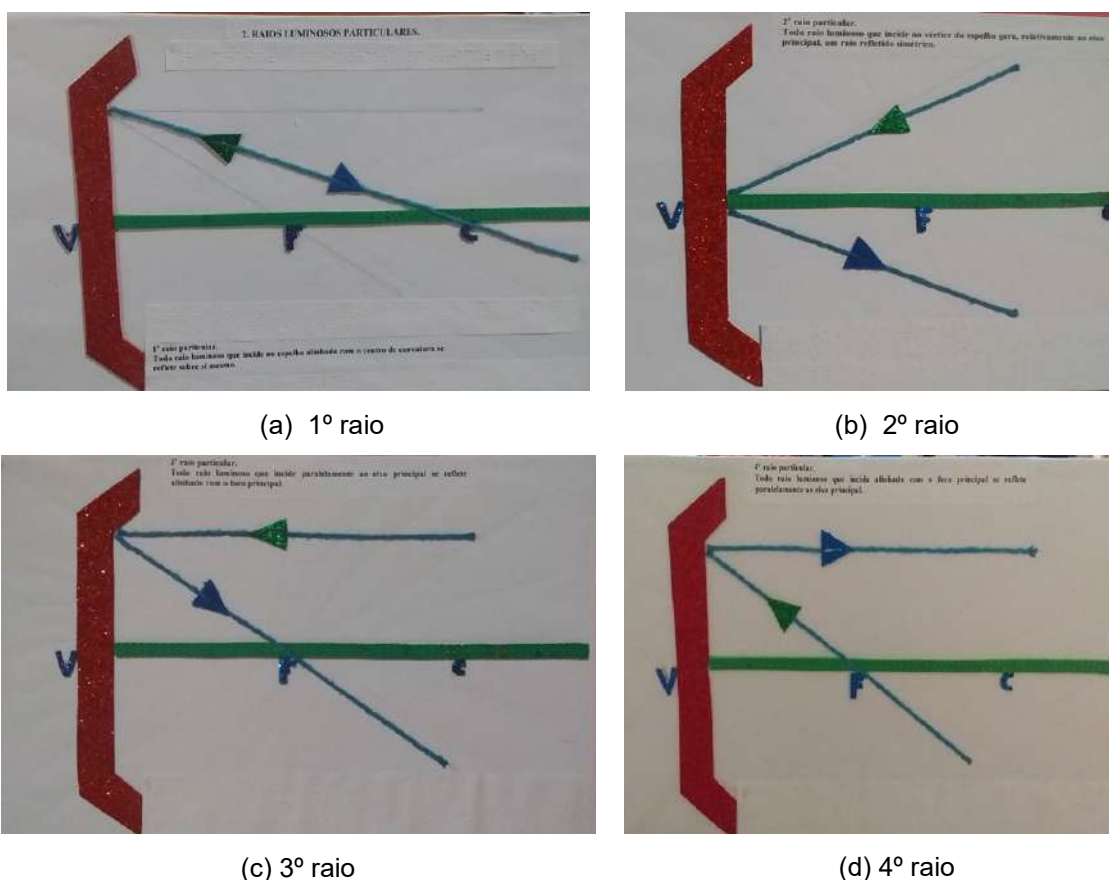 2. RAIOS LUMINOSOS PARTICULARES.
V
F
C
1º raio particular.
Todo raio luminoso que incide no espelho alinhado com o centro de curvatura se
reflete sobre si mesmo.
(a) 1º raio
2º raio particular.
Todo raio luminoso que incide no vértice do espelho gera, relativamente ao eixo
principal, um raio refletido simétrico.
V
F
C
(b) 2º raio
3º raio particular.
Todo raio luminoso que incide paralelamente ao eixo principal se reflete
alinhado com o foco principal.
V
F
C
(c) 3º raio
4º raio particular.
Todo raio luminoso que incide alinhado com o foco principal se reflete
paralelamente ao eixo principal.
V
F
C
(d) 4º raio